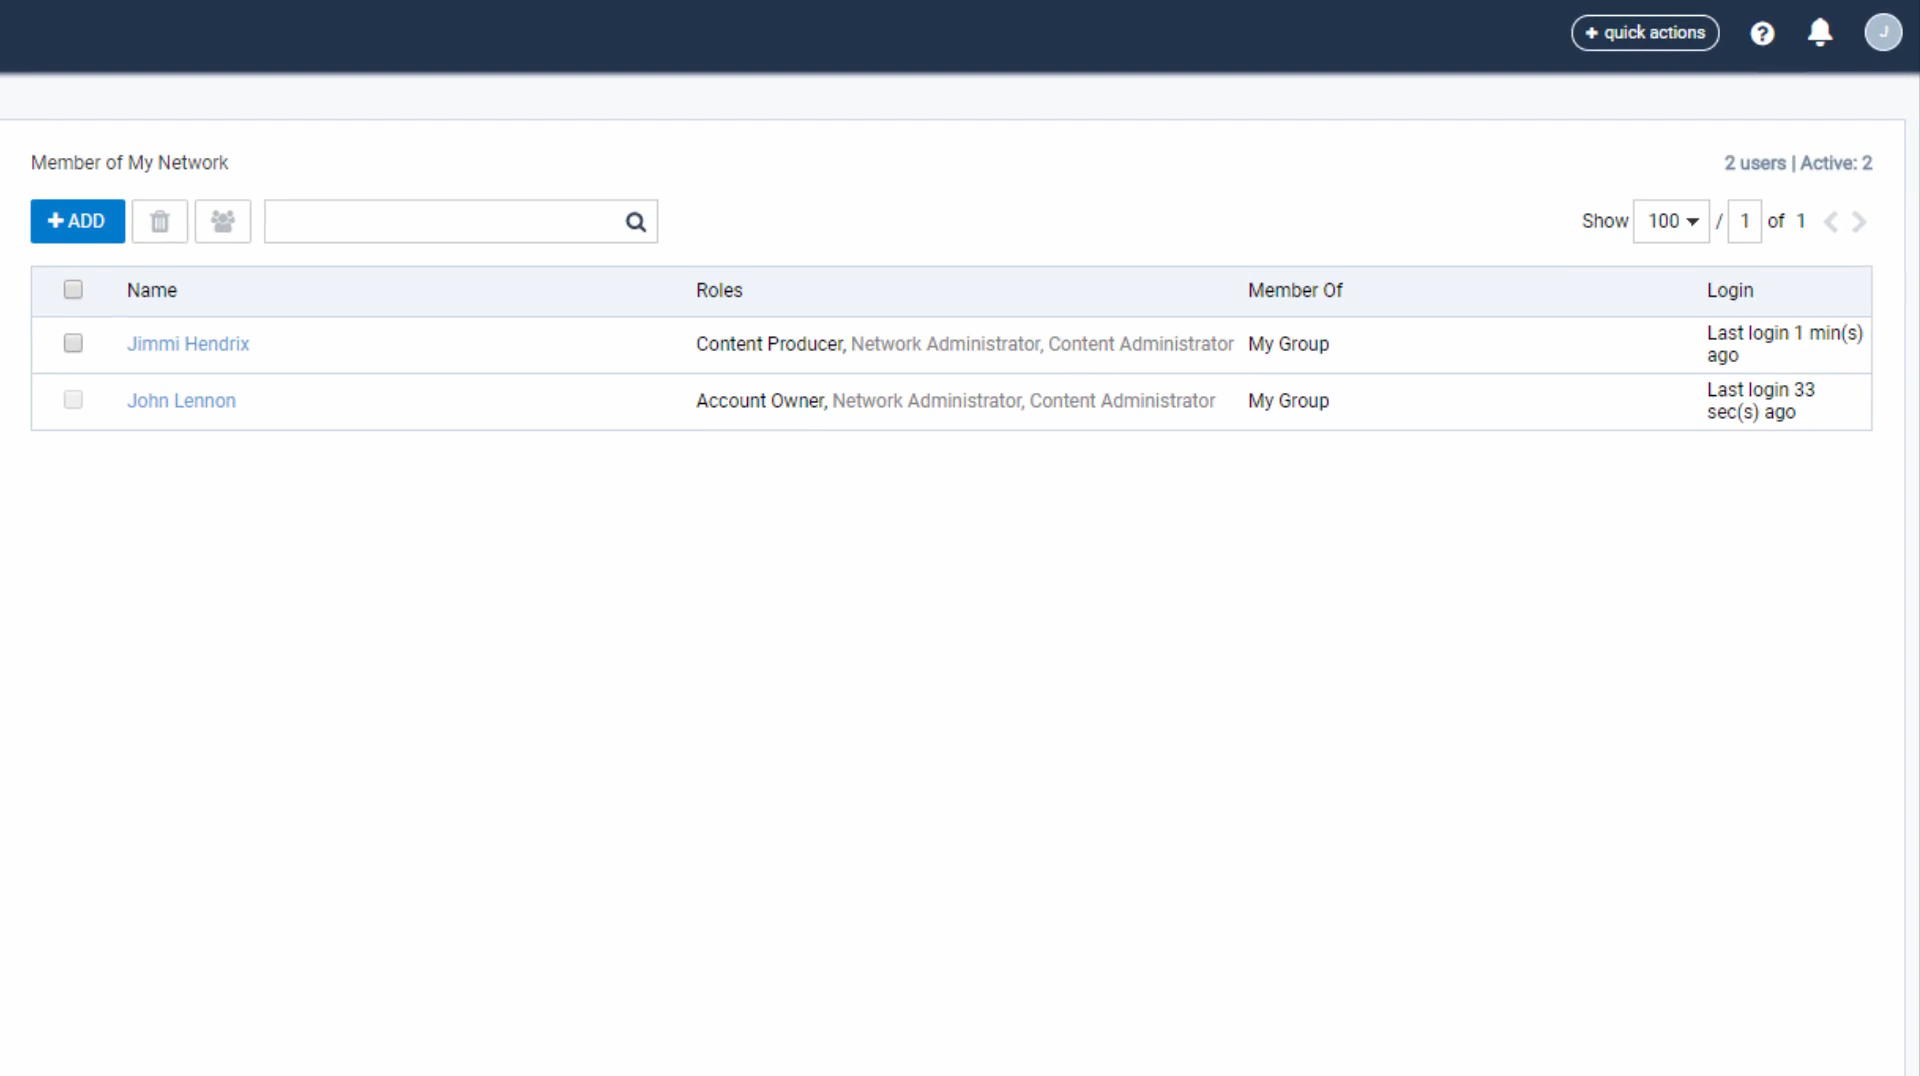 + quick actions
?
J
Member of My Network
2 users | Active: 2
+ ADD
Show 100 / 1 of 1
Name Roles Member Of Login
Jimmi Hendrix Content Producer, Network Administrator, Content Administrator My Group Last login 1 min(s) ago
John Lennon Account Owner, Network Administrator, Content Administrator My Group Last login 33 sec(s) ago